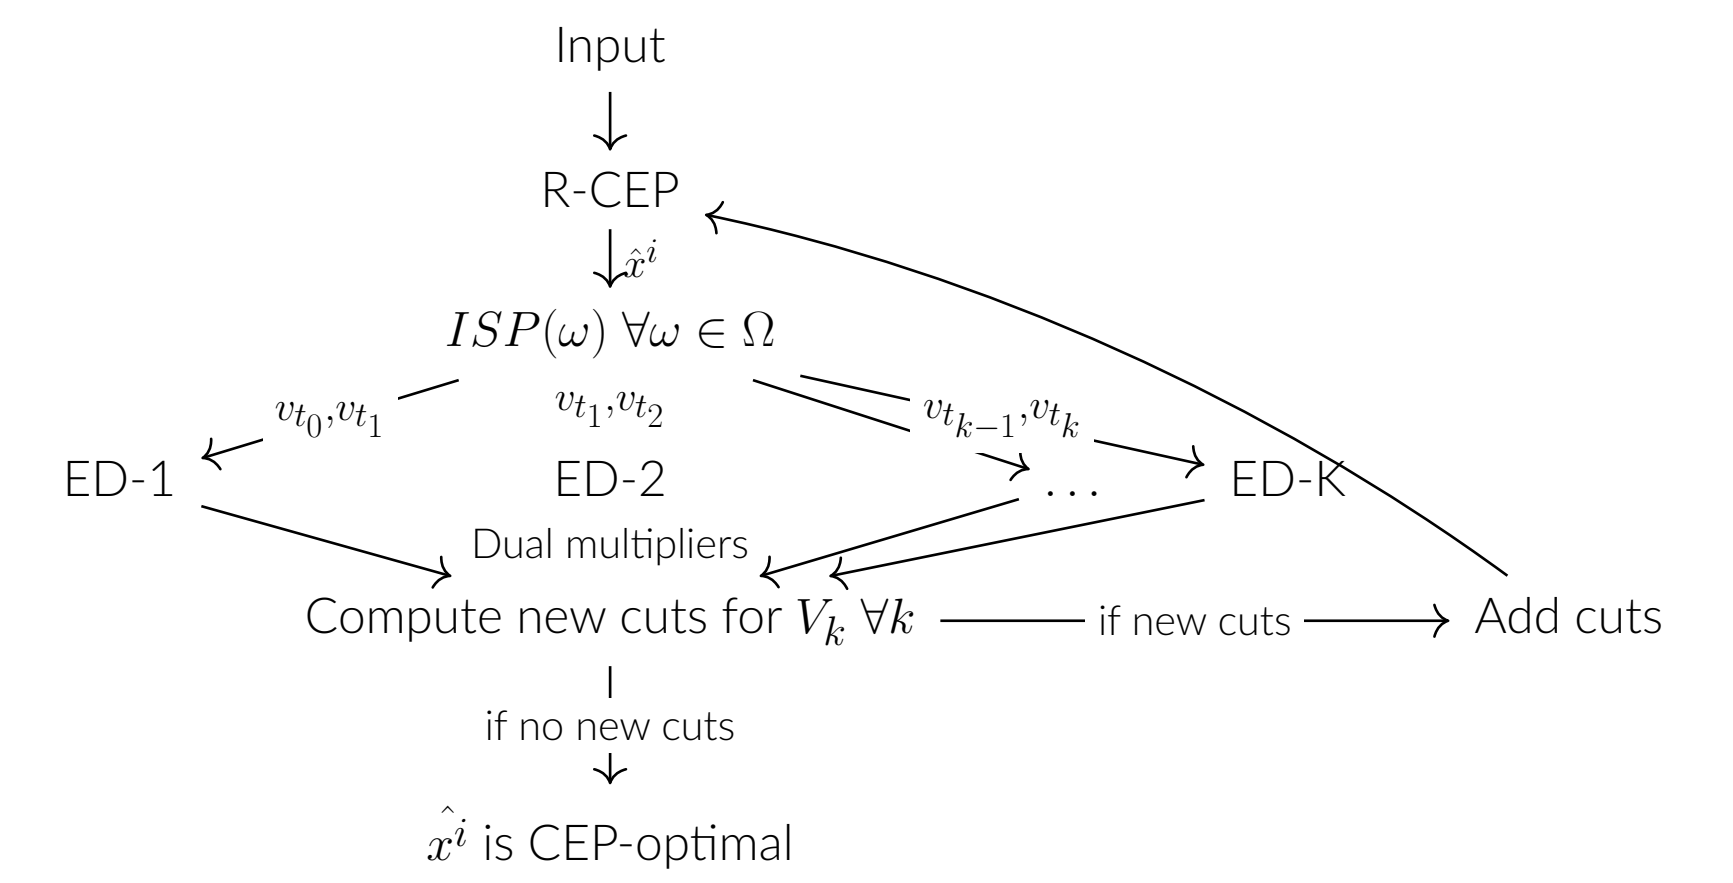 Input
R-CEP
x̂ⁱ
ISP(ω) ∀ω ∈ Ω
v_{t_0},v_{t_1} v_{t_1},v_{t_2} v_{t_{k−1}},v_{t_k}
ED-1 ED-2 ... ED-K
Dual multipliers
Compute new cuts for V_k ∀k if new cuts Add cuts
if no new cuts
x̂ⁱ is CEP-optimal